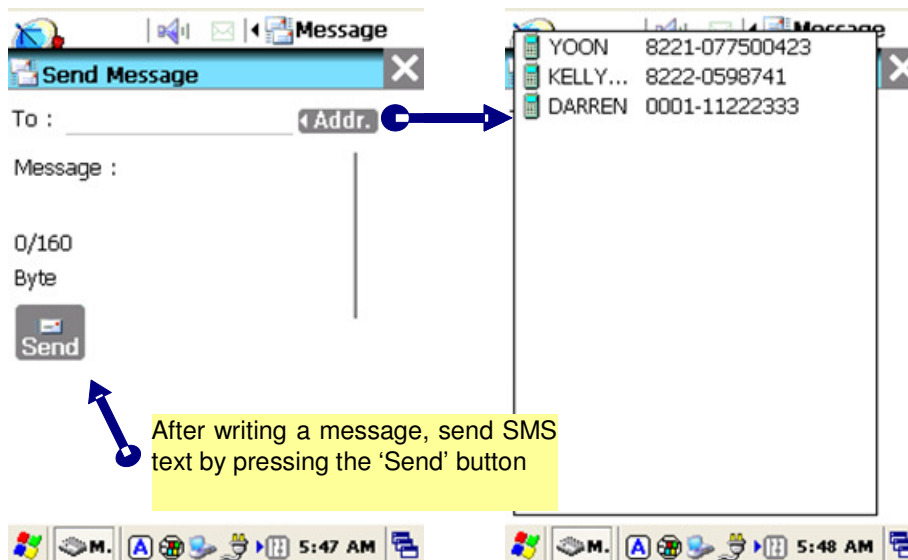 Message
Send Message
To :
Addr.
Message :
0/160
Byte
Send
After writing a message, send SMS
text by pressing the ‘Send’ button
M. A 5:47 AM
Message
YOON 8221-077500423
KELLY... 8222-0598741
DARREN 0001-11222333
M. A 5:48 AM